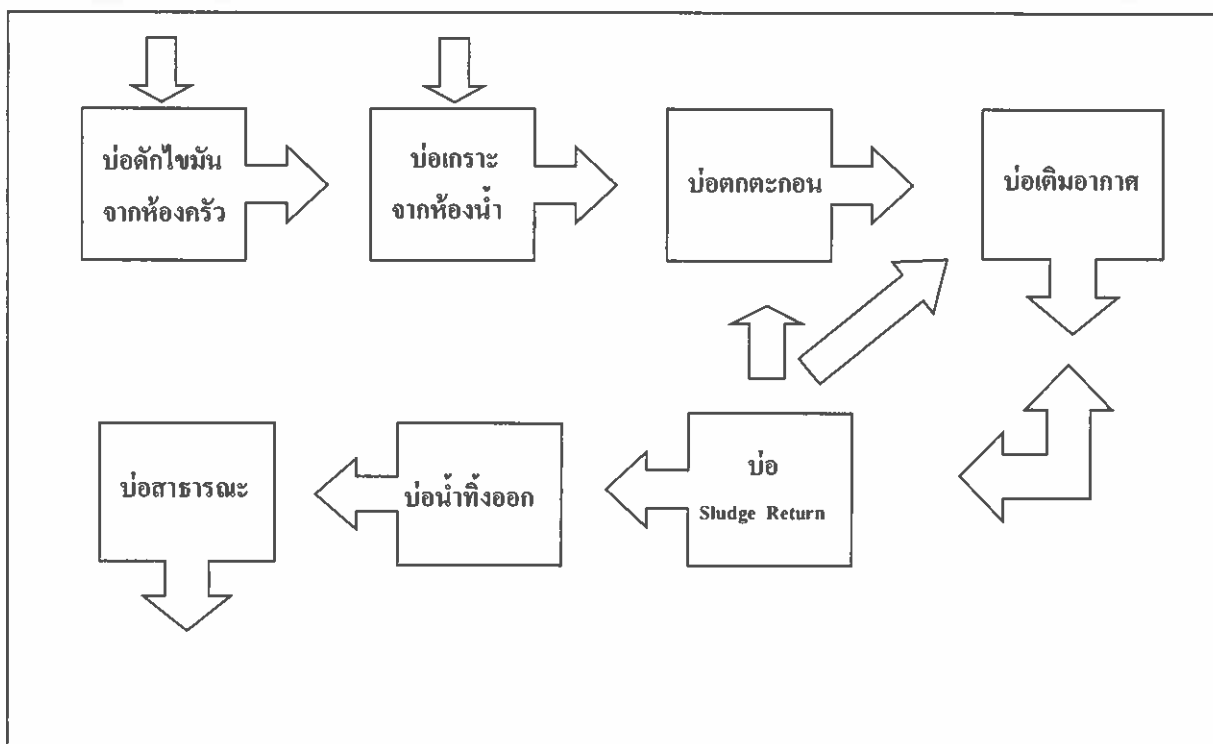 บ่อดักไขมัน
จากห้องครัว
บ่อเกราะ
จากห้องน้ำ
บ่อตกตะกอน
บ่อเติมอากาศ
บ่อสาธารณะ
บ่อน้ำทิ้งออก
บ่อ
Sludge Return